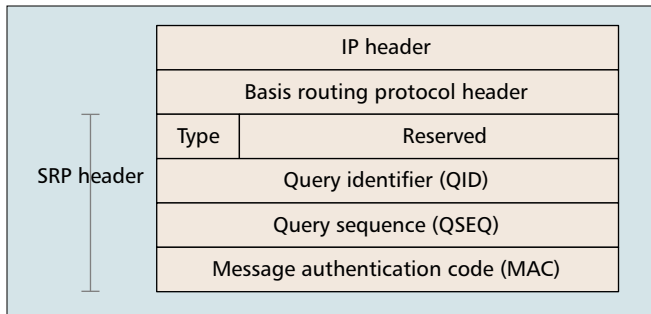 IP header
Basis routing protocol header
Type Reserved
SRP header
Query identifier (QID)
Query sequence (QSEQ)
Message authentication code (MAC)